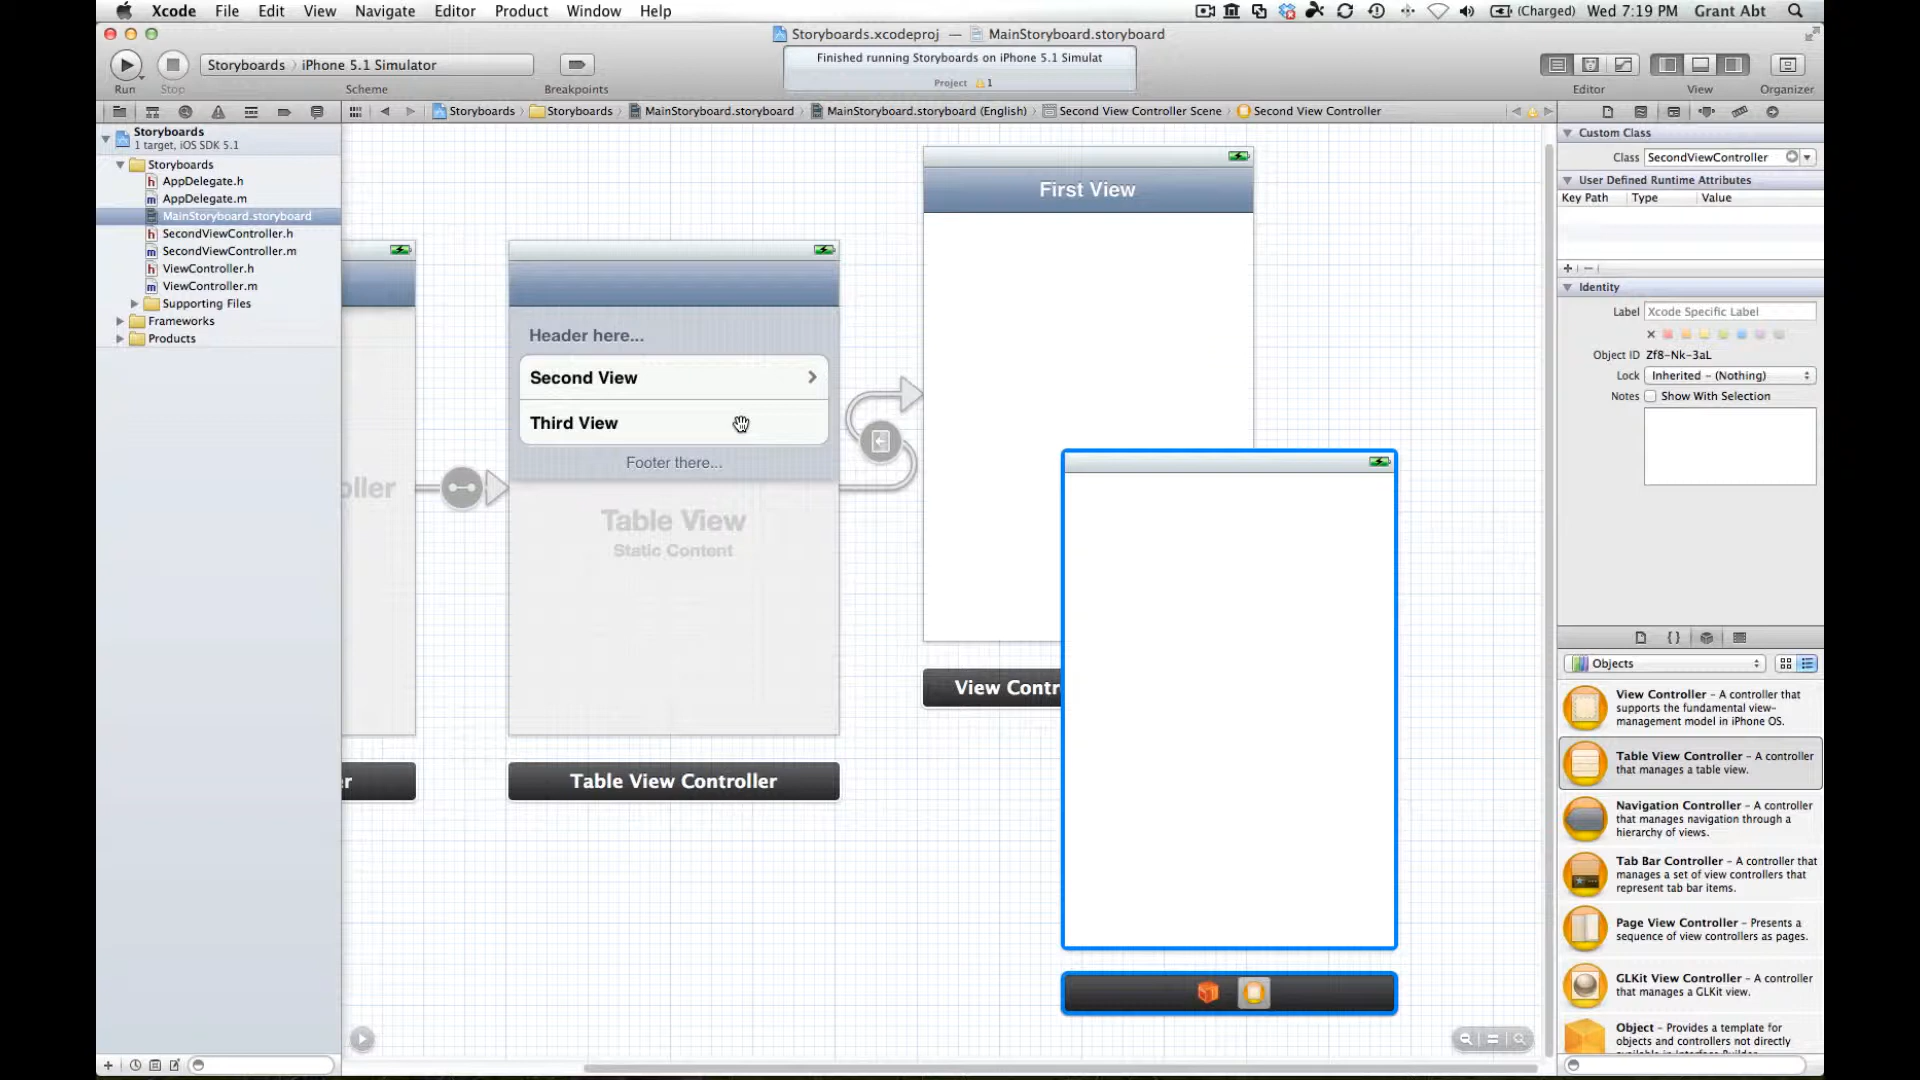 Xcode File Edit View Navigate Editor Product Window Help (Charged) Wed 7:19 PM Grant Abt
Storyboards.xcodeproj — MainStoryboard.storyboard
Storyboards iPhone 5.1 Simulator
Finished running Storyboards on iPhone 5.1 Simulat
Project 1
Run Stop Scheme Breakpoints Editor View Organizer
Storyboards Storyboards MainStoryboard.storyboard MainStoryboard.storyboard (English) Second View Controller Scene Second View Controller
Storyboards
1 target, iOS SDK 5.1
Storyboards
AppDelegate.h
AppDelegate.m
MainStoryboard.storyboard
SecondViewController.h
SecondViewController.m
ViewController.h
ViewController.m
Supporting Files
Frameworks
Products
oller
er
Header here...
Second View
Third View
Footer there...
Table View
Static Content
Table View Controller
First View
View Contr
Custom Class
Class SecondViewController
User Defined Runtime Attributes
Key Path Type Value
Identity
Label Xcode Specific Label
Object ID Zf8-Nk-3aL
Lock Inherited - (Nothing)
Notes Show With Selection
Objects
View Controller - A controller that
supports the fundamental view-
management model in iPhone OS.
Table View Controller - A controller
that manages a table view.
Navigation Controller - A controller
that manages navigation through a
hierarchy of views.
Tab Bar Controller - A controller that
manages a set of view controllers that
represent tab bar items.
Page View Controller - Presents a
sequence of view controllers as pages.
GLKit View Controller - A controller
that manages a GLKit view.
Object - Provides a template for
objects and controllers not directly
available in Interface Builder.